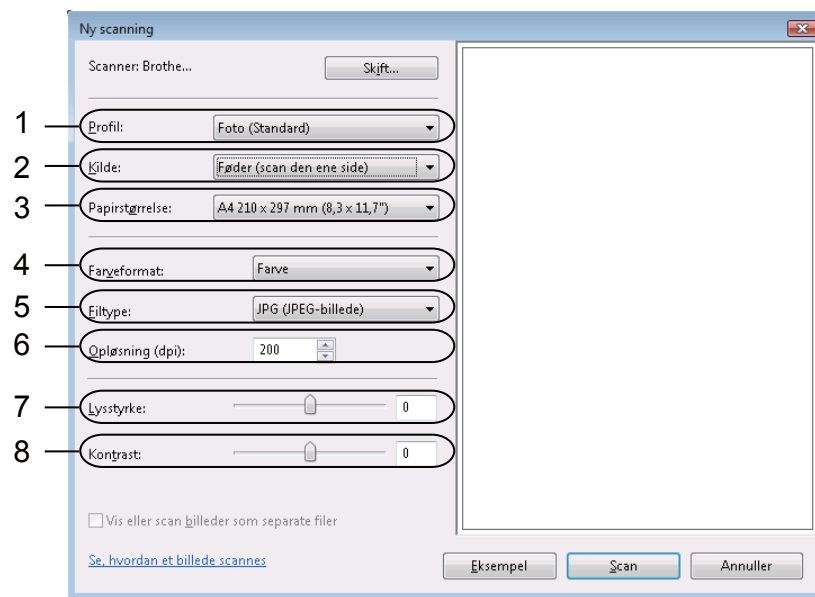 Ny scanning
Scanner: Brothe...
Skift...
1 Profil: Foto (Standard)
2 Kilde: Føder (scan den ene side)
3 Papirstørrelse: A4 210 x 297 mm (8,3 x 11,7")
4 Farveformat: Farve
5 Filtype: JPG (JPEG-billede)
6 Opløsning (dpi): 200
7 Lysstyrke: 0
8 Kontrast: 0
Vis eller scan billeder som separate filer
Se, hvordan et billede scannes
Eksempel Scan Annuller